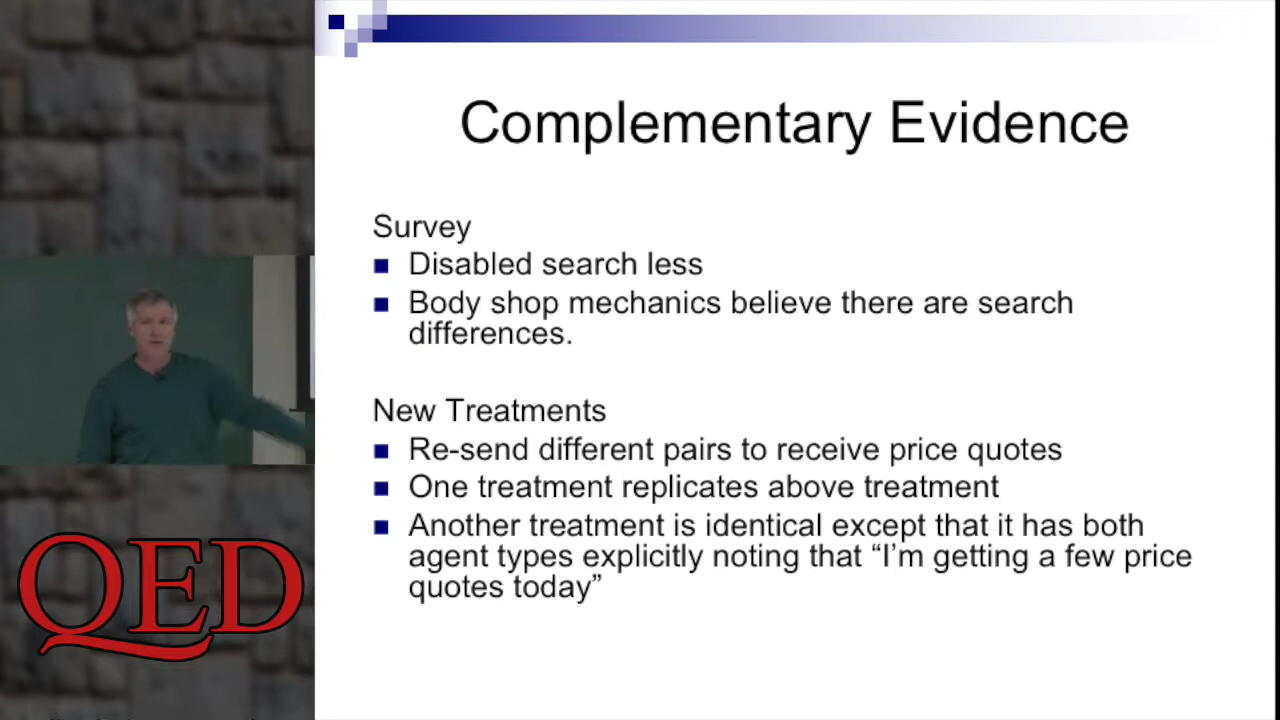 Complementary Evidence
Survey
Disabled search less
Body shop mechanics believe there are search
differences.
New Treatments
Re-send different pairs to receive price quotes
One treatment replicates above treatment
Another treatment is identical except that it has both
agent types explicitly noting that “I’m getting a few price
quotes today”
QED